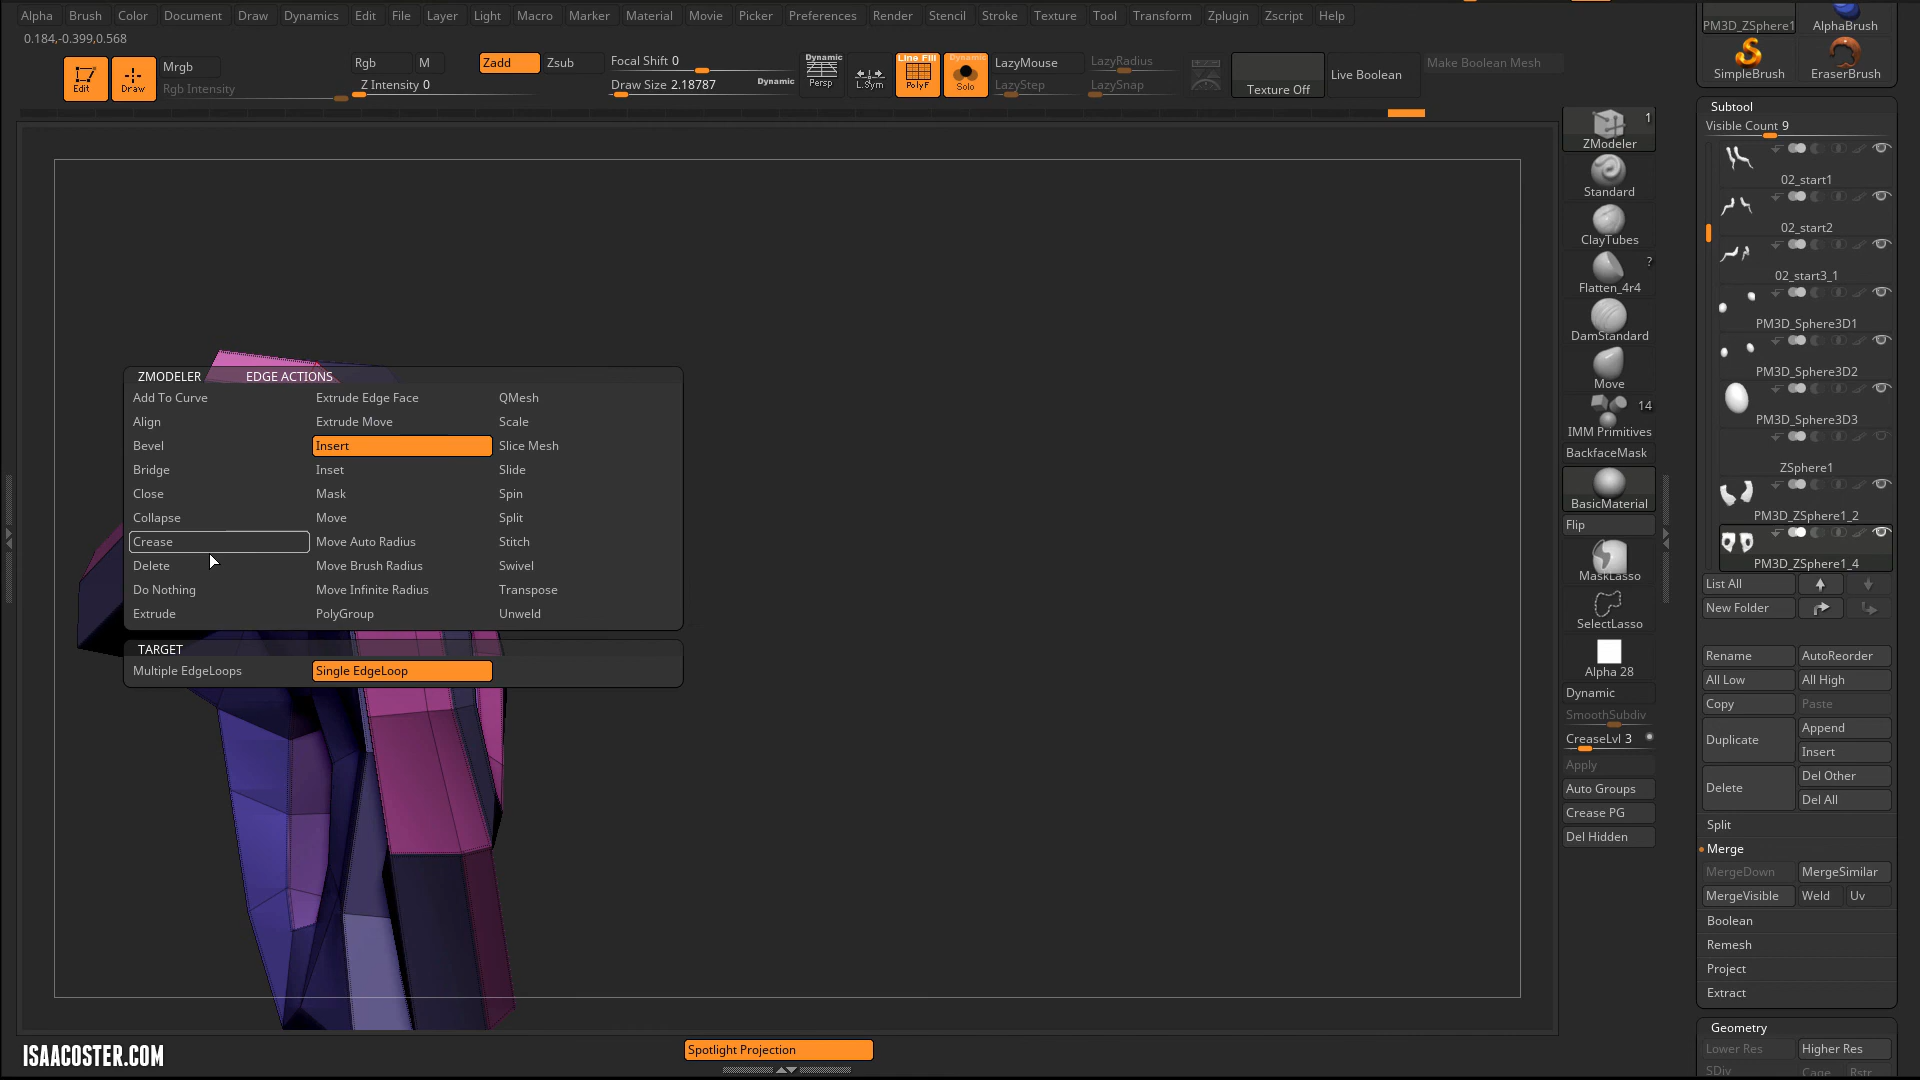 Alpha Brush Color Document Draw Dynamics Edit File Layer Light Macro Marker Material Movie Picker Preferences Render Stencil Stroke Texture Tool Transform Zplugin Zscript Help
0.184,-0.399,0.568
Edit
Draw
Mrgb
Rgb Intensity
Rgb
M
Z Intensity 0
Zadd
Zsub
Focal Shift 0
Draw Size 2.18787
Dynamic
Dynamic
Persp
L.Sym
Line Fill
PolyF
Dynamic
Solo
LazyMouse
LazyStep
LazyRadius
LazySnap
Texture Off
Live Boolean
Make Boolean Mesh
ZMODELER EDGE ACTIONS
Add To Curve Extrude Edge Face QMesh
Align Extrude Move Scale
Bevel Insert Slice Mesh
Bridge Inset Slide
Close Mask Spin
Collapse Move Split
Crease Move Auto Radius Stitch
Delete Move Brush Radius Swivel
Do Nothing Move Infinite Radius Transpose
Extrude PolyGroup Unweld
TARGET
Multiple EdgeLoops Single EdgeLoop
1
ZModeler
Standard
ClayTubes
?
Flatten_4r4
DamStandard
Move
14
IMM Primitives
BackfaceMask
BasicMaterial
Flip
MaskLasso
SelectLasso
Alpha 28
Dynamic
SmoothSubdiv
CreaseLvl 3
Apply
Auto Groups
Crease PG
Del Hidden
PM3D_ZSphere1 AlphaBrush
SimpleBrush EraserBrush
Subtool
Visible Count 9
02_start1
02_start2
02_start3_1
PM3D_Sphere3D1
PM3D_Sphere3D2
PM3D_Sphere3D3
ZSphere1
PM3D_ZSphere1_2
PM3D_ZSphere1_4
List All
New Folder
Rename AutoReorder
All Low All High
Copy Paste
Duplicate Append
Insert
Delete Del Other
Del All
Split
Merge
MergeDown MergeSimilar
MergeVisible Weld Uv
Boolean
Remesh
Project
Extract
Geometry
Lower Res Higher Res
SDiv Cage Rstr
ISAACOSTER.COM
Spotlight Projection